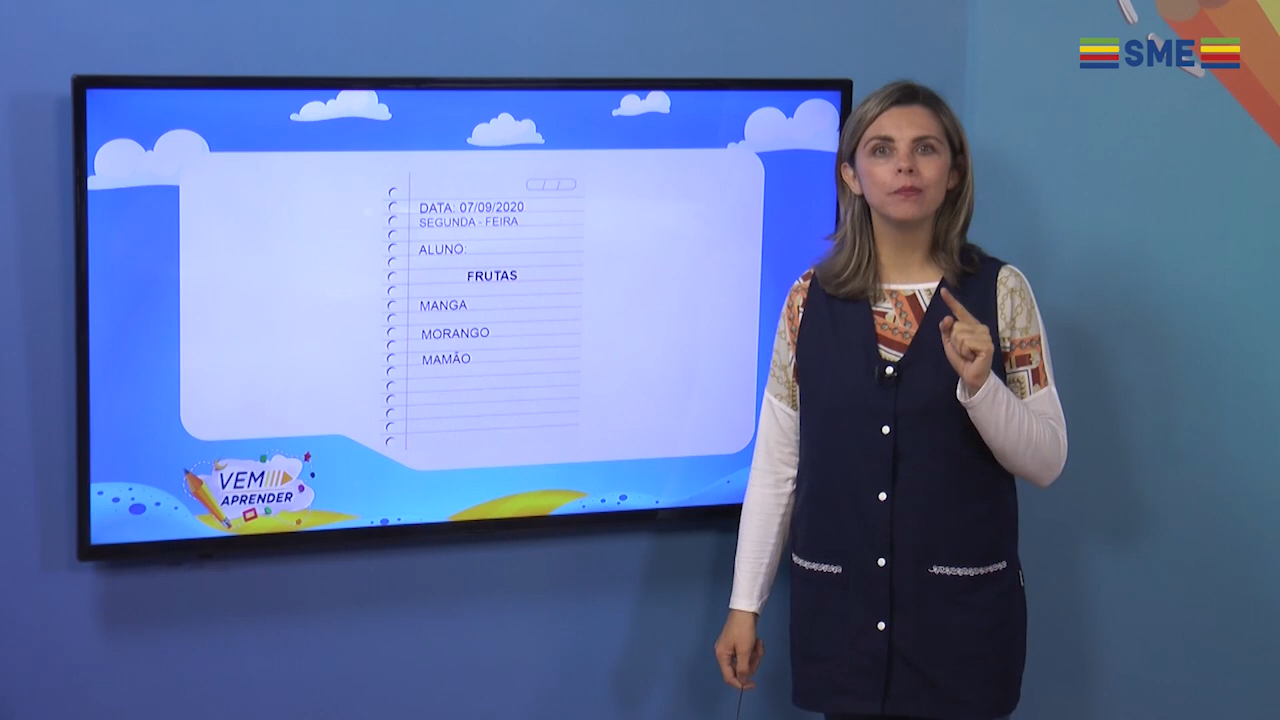 SME
DATA: 07/09/2020
SEGUNDA - FEIRA
ALUNO:
FRUTAS
MANGA
MORANGO
MAMÃO
VEM
APRENDER